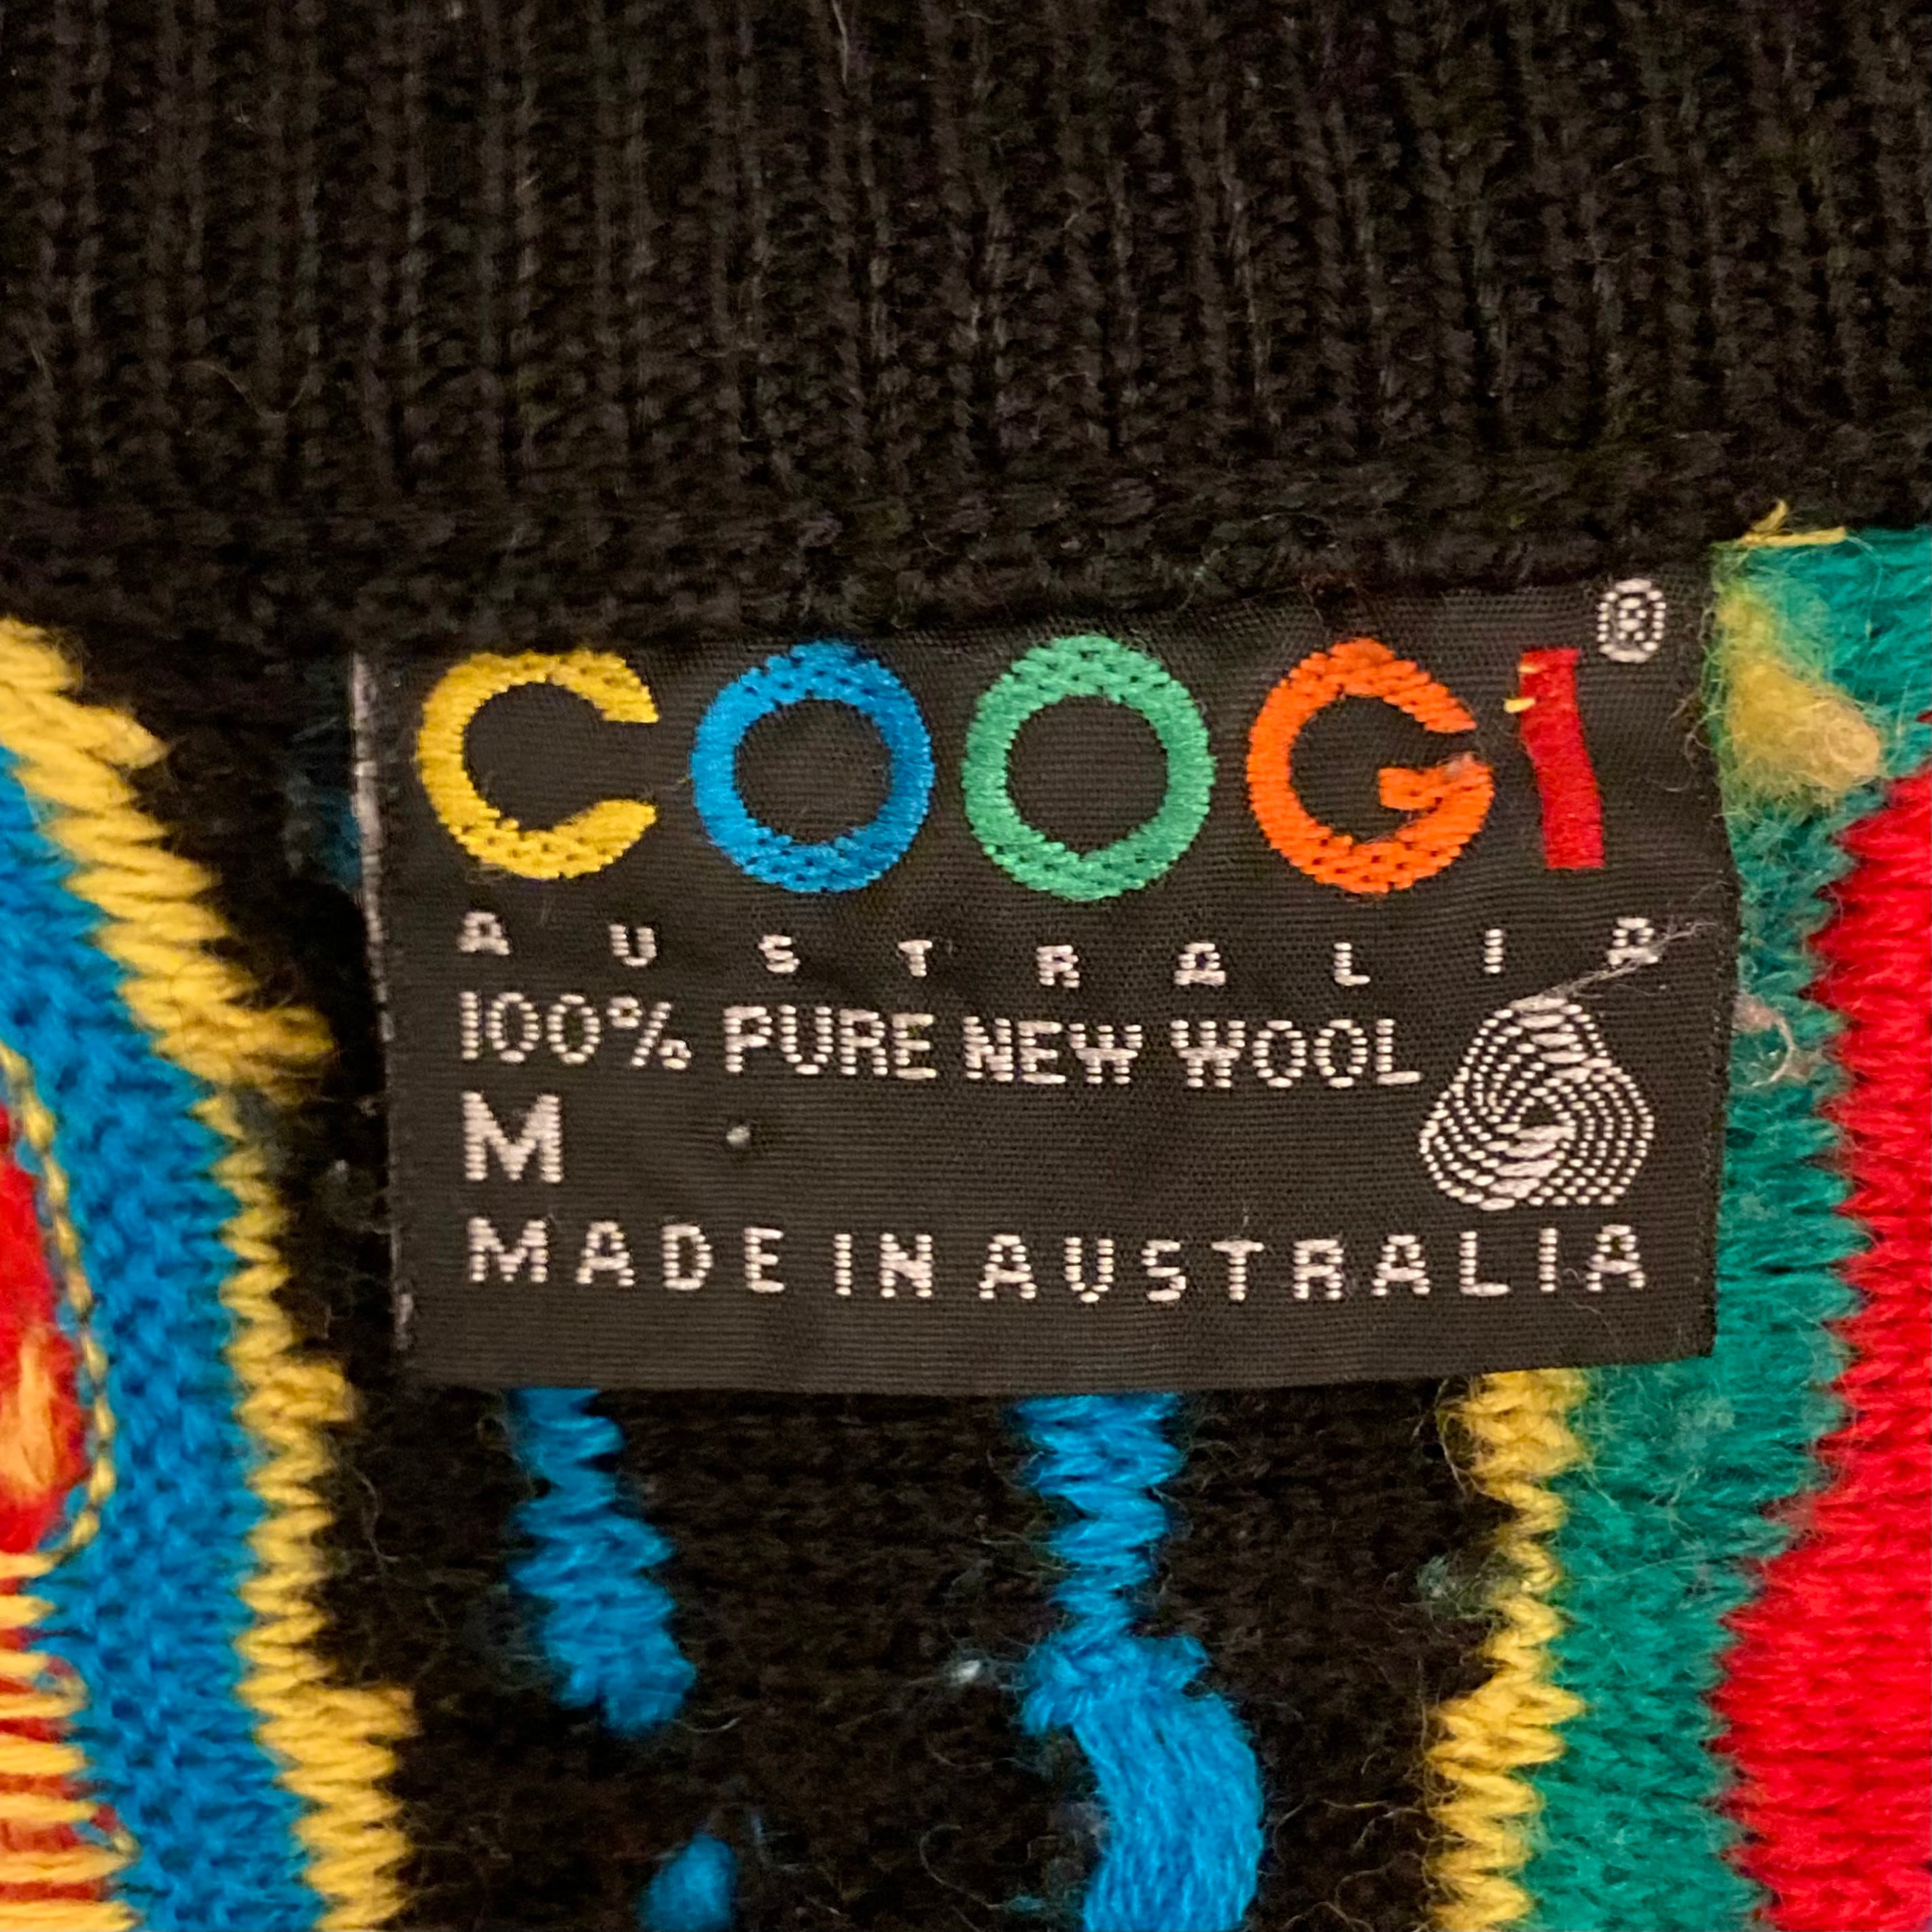 COOGI®
AUSTRALIA
100% PURE NEW WOOL
M
MADE IN AUSTRALIA